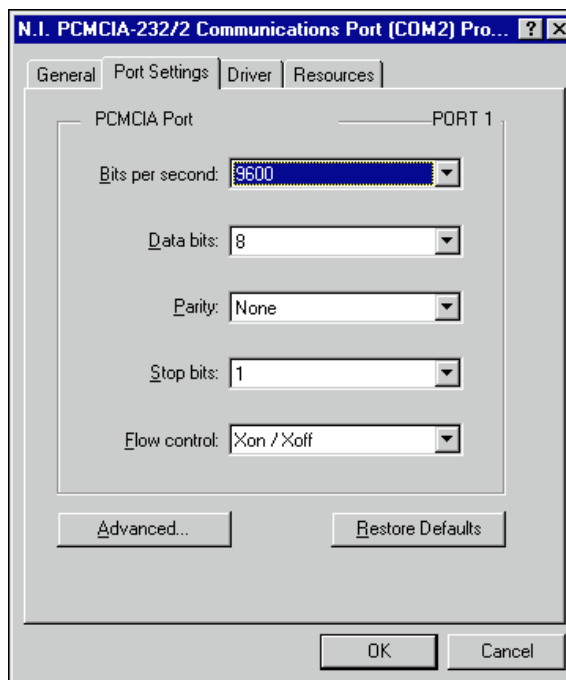 N.I. PCMCIA-232/2 Communications Port (COM2) Pro... ? ×
General Port Settings Driver Resources
PCMCIA Port PORT 1
Bits per second: 9600
Data bits: 8
Parity: None
Stop bits: 1
Flow control: Xon / Xoff
Advanced... Restore Defaults
OK Cancel